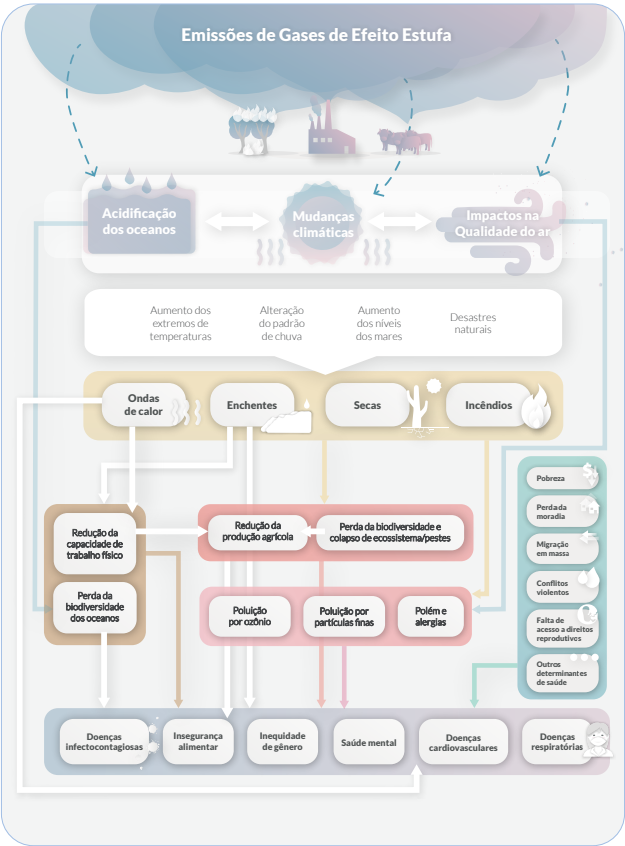 Emissões de Gases de Efeito Estufa
Acidificação
dos oceanos
Mudanças
climáticas
Impactos na
Qualidade do ar
Aumento dos
extremos de
temperaturas
Alteração
do padrão
de chuva
Aumento
dos níveis
dos mares
Desastres
naturais
Ondas
de calor
Enchentes
Secas
Incêndios
Redução da
capacidade de
trabalho físico
Perda da
biodiversidade
dos oceanos
Redução da
produção agrícola
Perda da biodiversidade e
colapso de ecossistema/pestes
Poluição
por ozônio
Poluição por
partículas finas
Polém e
alergias
Pobreza
Perda da
moradia
Migração
em massa
Conflitos
violentos
Falta de
acesso a direitos
reprodutivos
Outros
determinantes
de saúde
Doenças
infectocontagiosas
Insegurança
alimentar
Inequidade
de gênero
Saúde mental
Doenças
cardiovasculares
Doenças
respiratórias